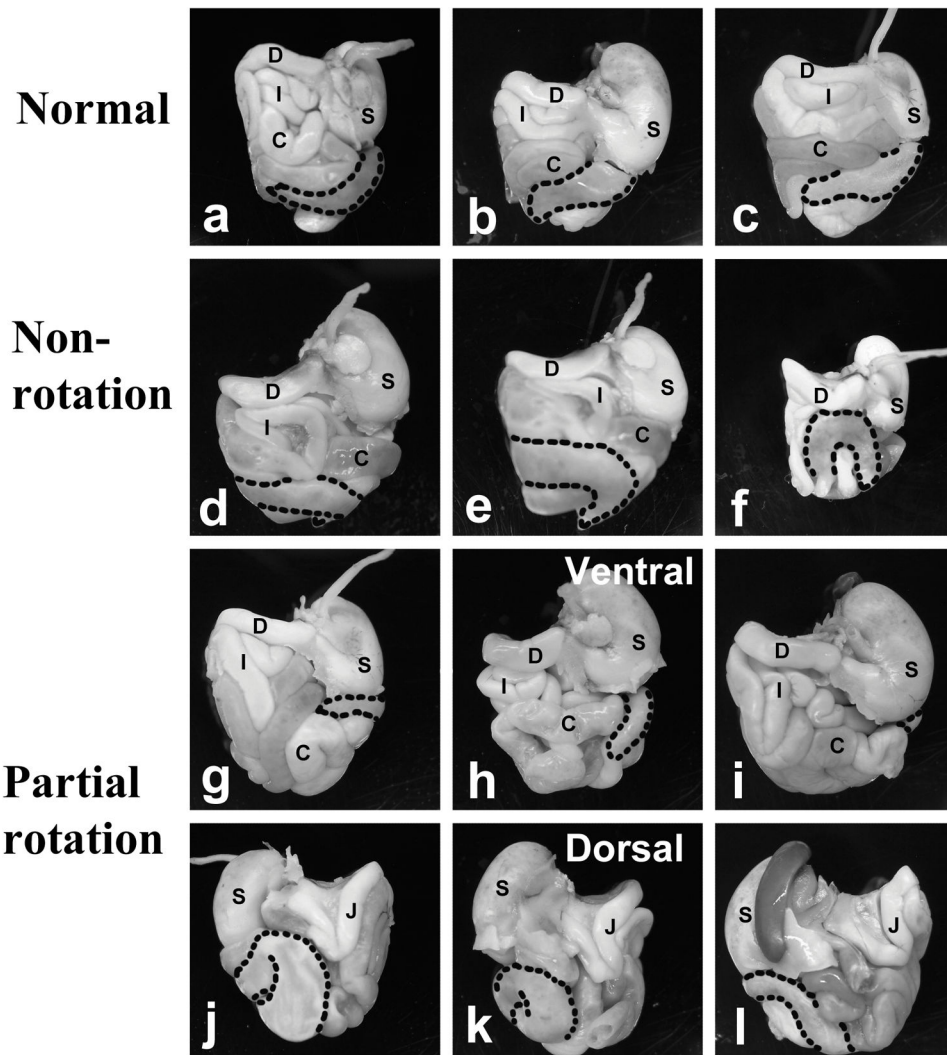 Normal
D
I
S
C
a
D
I
S
C
b
D
I
S
C
c
Non-
rotation
D
S
I
C
d
D
I
S
C
e
D
S
f
Partial
rotation
D
I
S
C
g
Ventral
D
S
I
C
h
D
S
I
C
i
S
J
j
Dorsal
S
J
k
S
J
l